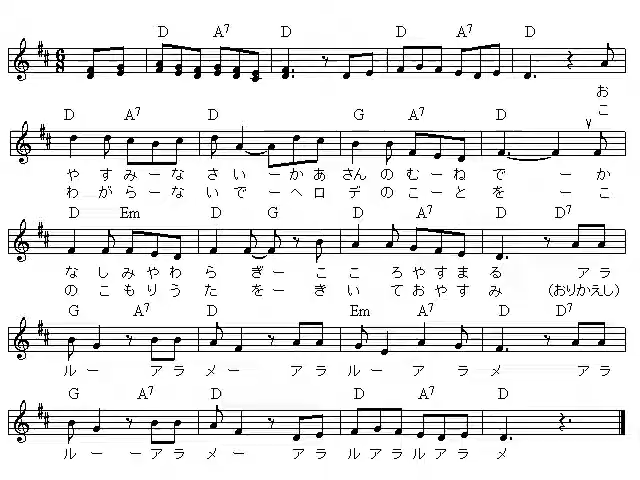 D A7 D D A7 D
6
8
お
こ
D A7 D G A7 D
やすみーなさいーかあさんのむーねでーか
わがらーないでーヘロデのこーとをーこ
D Em D G D A7 D D7
なしみやわらぎーこころやすまるアラ
のこもりうたをーきいておやすみ(おりかえし)
G A7 D Em A7 D D7
ルーアラメーアラルーアラメアラ
G A7 D D A7 D
ルーーアラメーアラルアラルアラメ